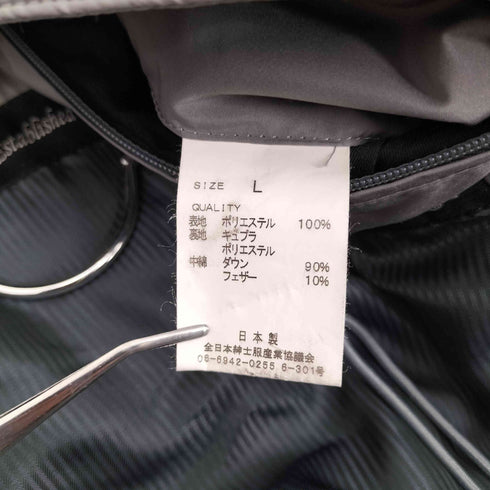 stablishe
SIZE L
QUALITY
表地 ポリエステル 100%
裏地 キュプラ
ポリエステル
中綿 ダウン 90%
フェザー 10%
日本製
全日本紳士服産業協議会
06-6942-0255 6-301号